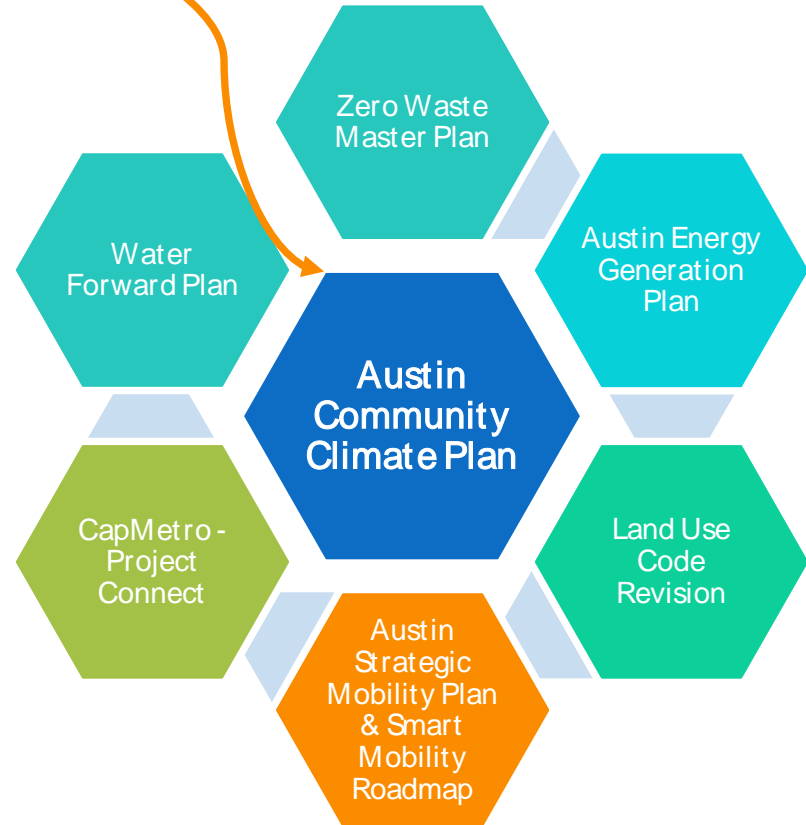 Zero Waste
Master Plan
Water
Forward Plan
Austin Energy
Generation
Plan
Austin
Community
Climate Plan
CapMetro -
Project
Connect
Land Use
Code
Revision
Austin
Strategic
Mobility Plan
& Smart
Mobility
Roadmap